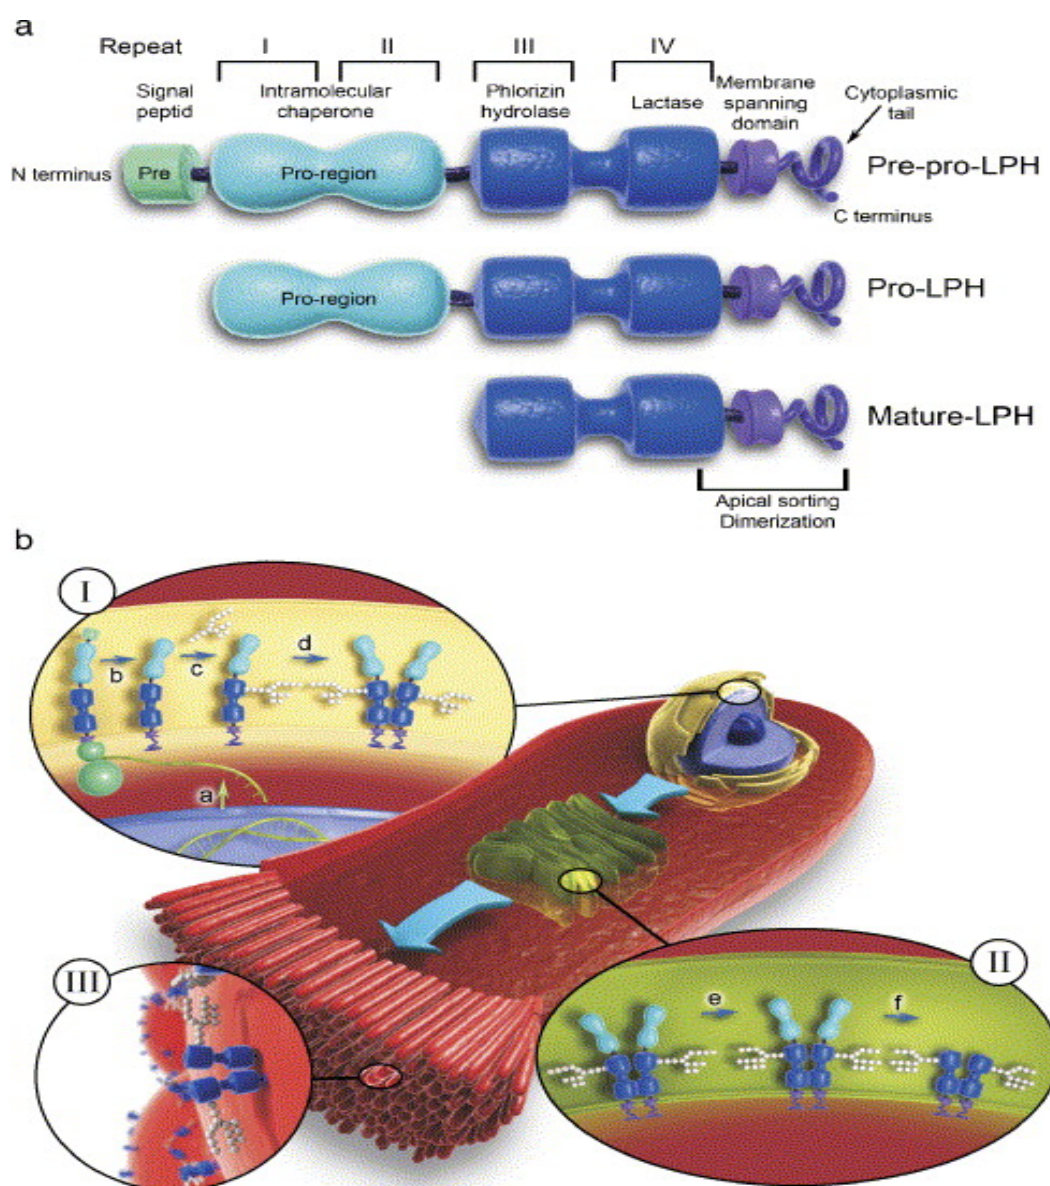 a
Repeat
I
II
III
IV
Signal
peptid
Intramolecular
chaperone
Phlorizin
hydrolase
Lactase
Membrane
spanning
domain
Cytoplasmic
tail
N terminus
Pre
Pro-region
Pre-pro-LPH
C terminus
Pro-region
Pro-LPH
Mature-LPH
Apical sorting
Dimerization
b
I
b
c
d
a
II
e
f
III